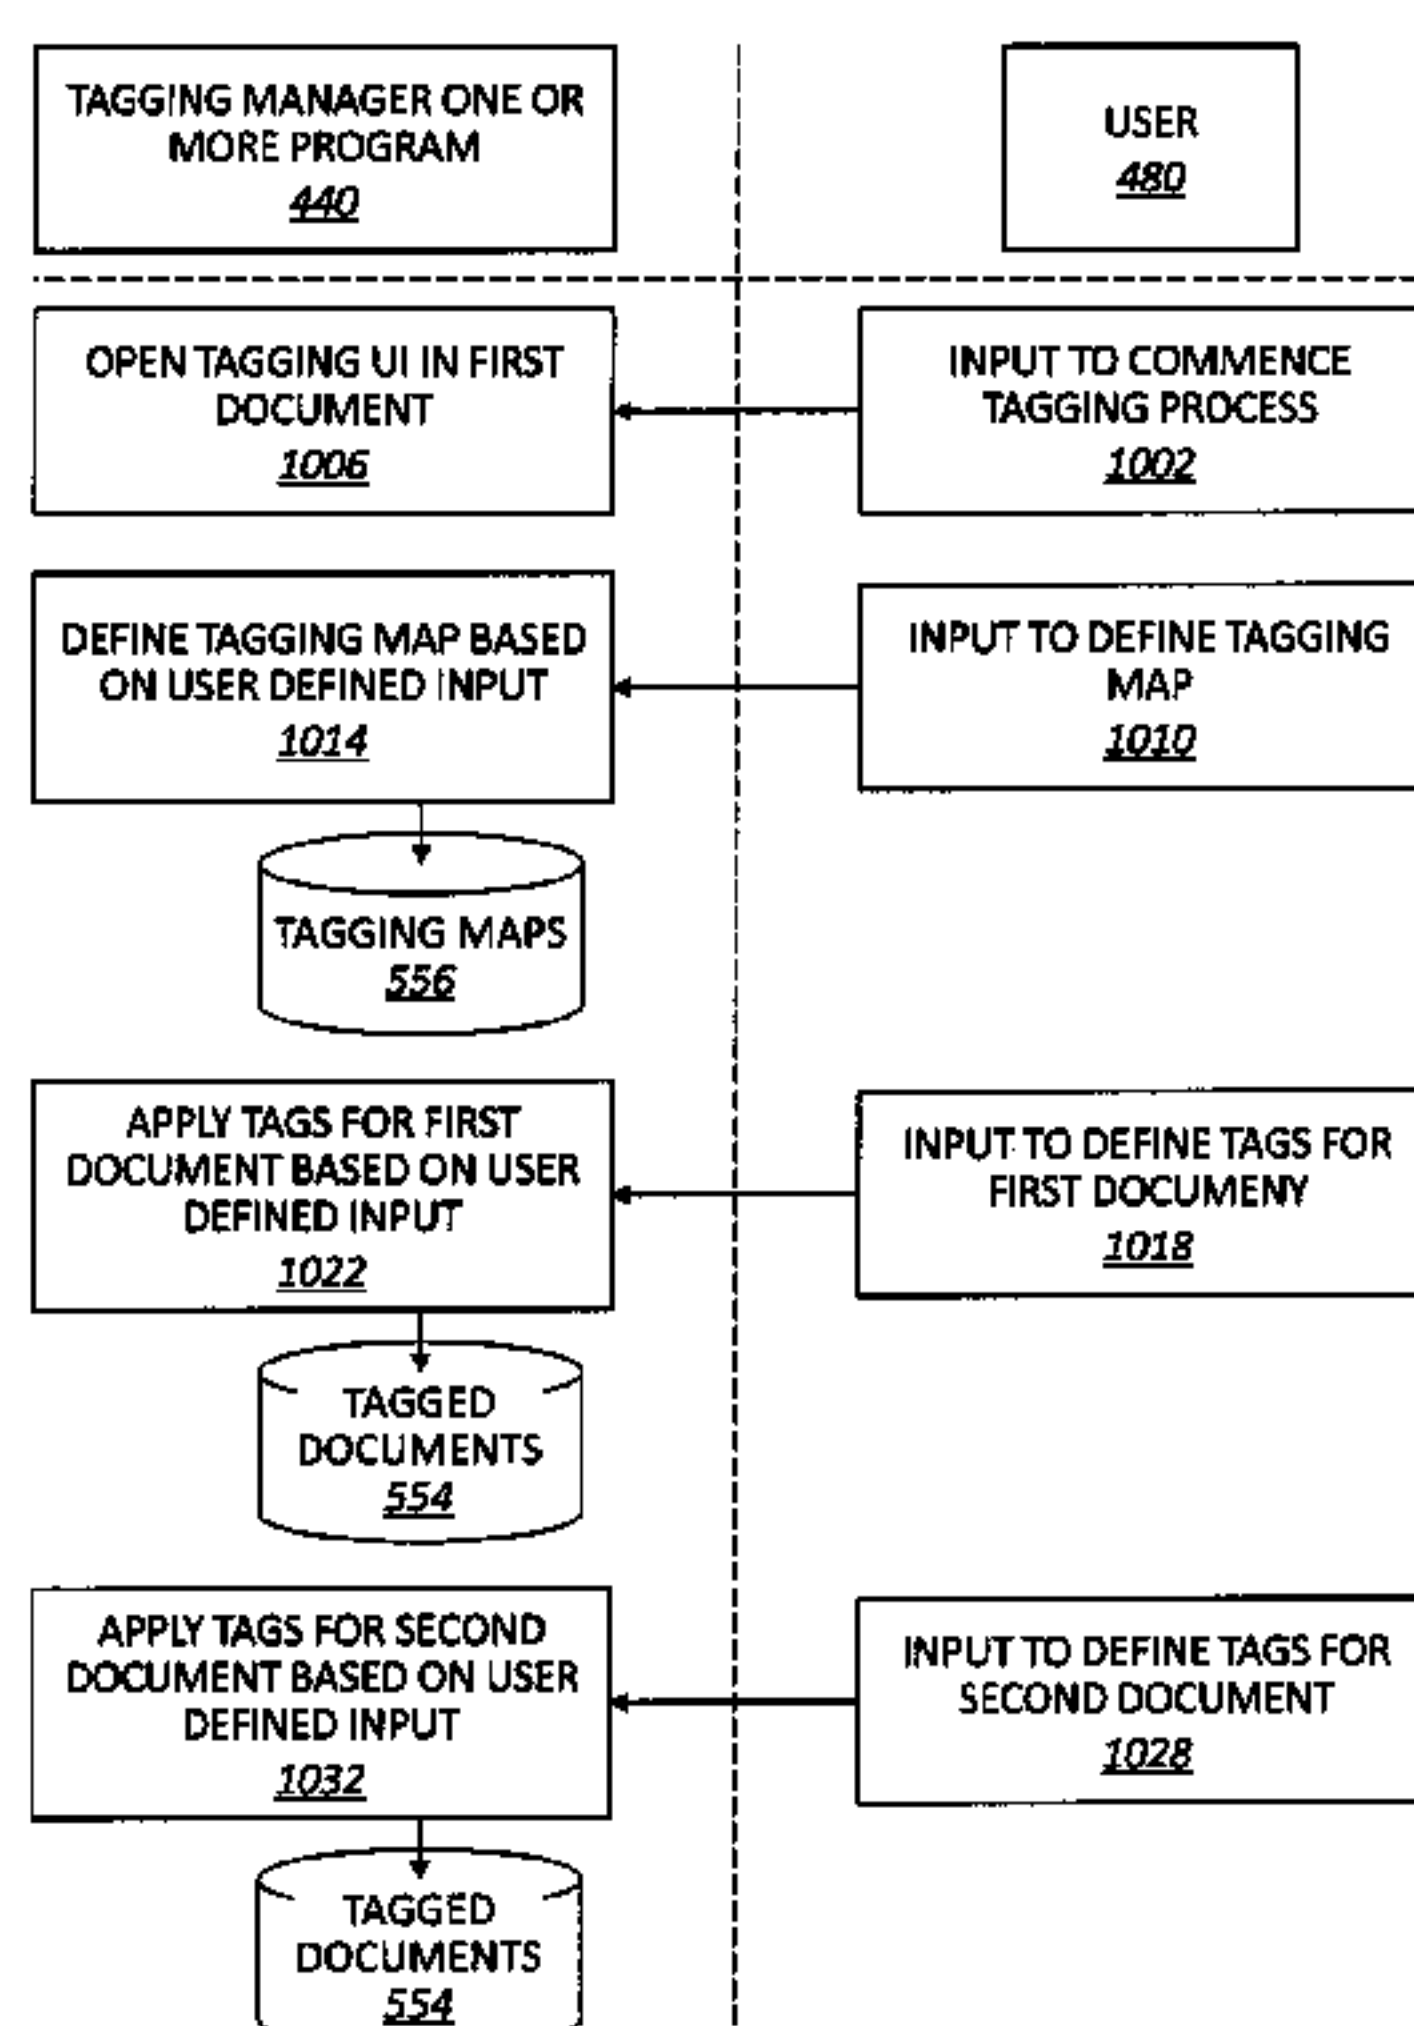 TAGGING MANAGER ONE OR
MORE PROGRAM
440
USER
480
OPEN TAGGING UI IN FIRST
DOCUMENT
1006
INPUT TO COMMENCE
TAGGING PROCESS
1002
DEFINE TAGGING MAP BASED
ON USER DEFINED INPUT
1014
INPUT TO DEFINE TAGGING
MAP
1010
TAGGING MAPS
556
APPLY TAGS FOR FIRST
DOCUMENT BASED ON USER
DEFINED INPUT
1022
INPUT TO DEFINE TAGS FOR
FIRST DOCUMENY
1018
TAGGED
DOCUMENTS
554
APPLY TAGS FOR SECOND
DOCUMENT BASED ON USER
DEFINED INPUT
1032
INPUT TO DEFINE TAGS FOR
SECOND DOCUMENT
1028
TAGGED
DOCUMENTS
554